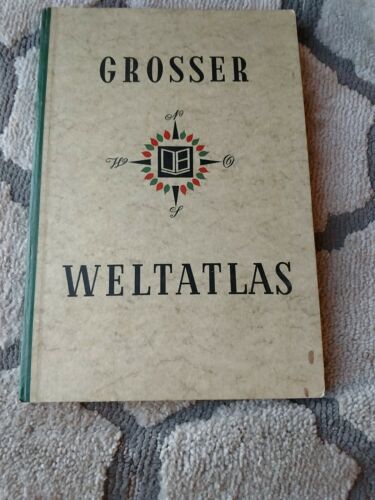 GROSSER
N
W O
S
WELTATLAS